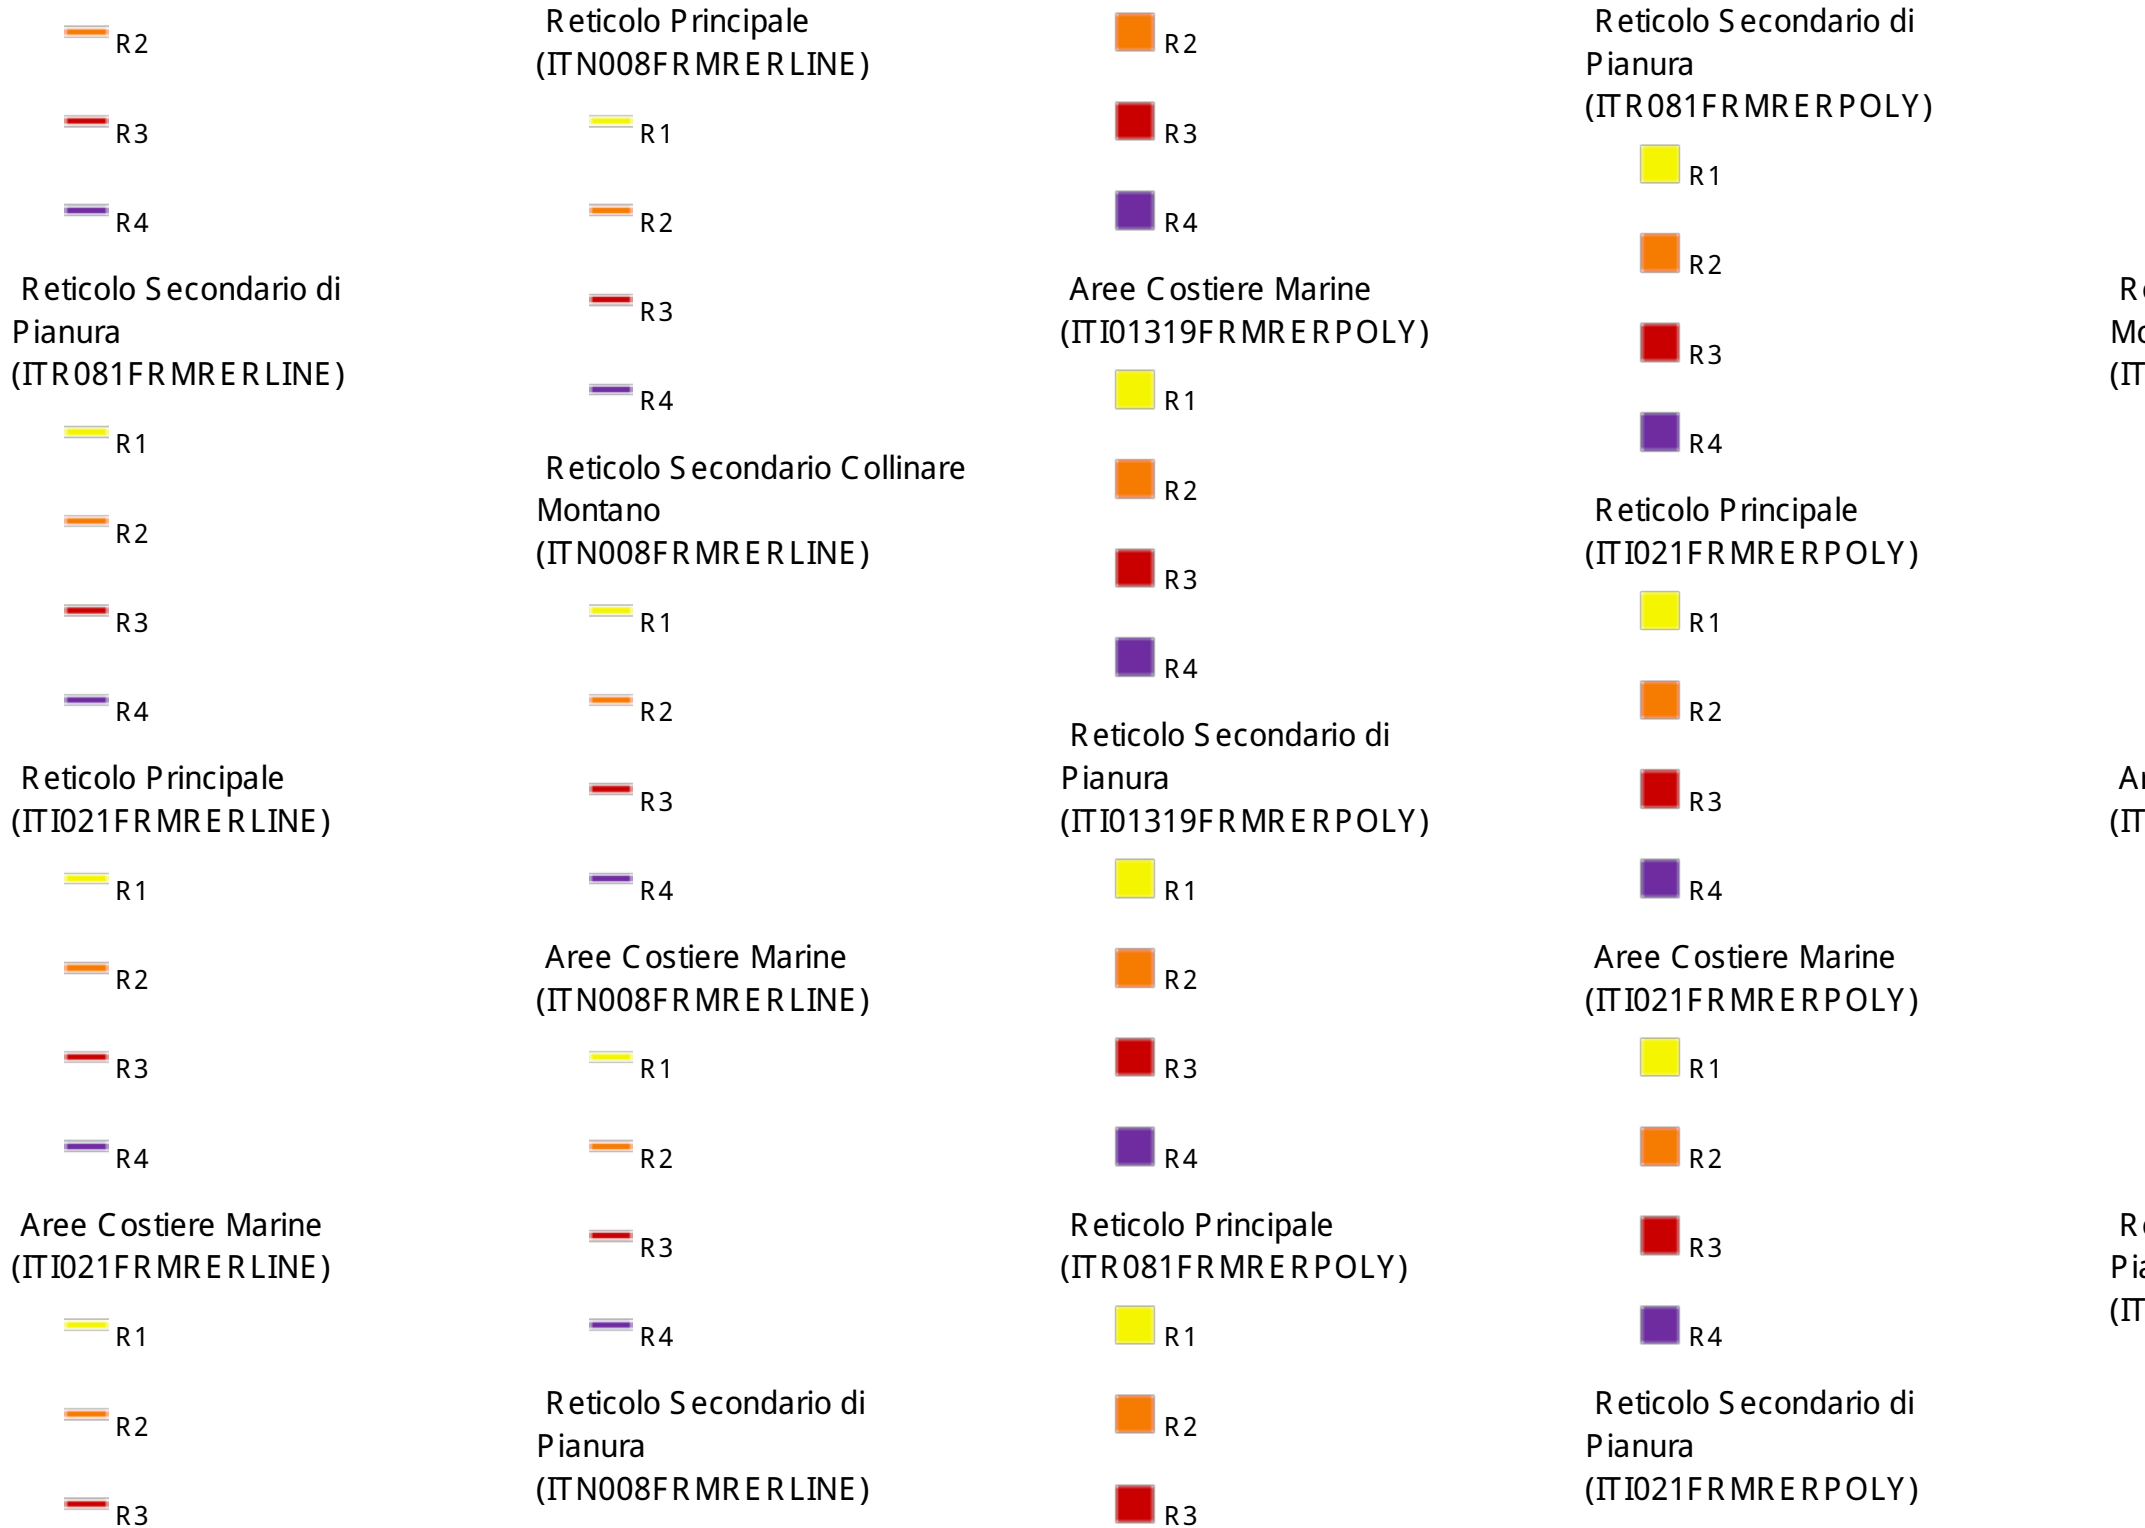 R2
R3
R4
Reticolo Secondario di
Pianura
(ITR081FRMRERLINE)
R1
R2
R3
R4
Reticolo Principale
(ITI021FRMRERLINE)
R1
R2
R3
R4
Aree Costiere Marine
(ITI021FRMRERLINE)
R1
R2
R3
Reticolo Principale
(ITN008FRMRERLINE)
R1
R2
R3
R4
Reticolo Secondario Collinare
Montano
(ITN008FRMRERLINE)
R1
R2
R3
R4
Aree Costiere Marine
(ITN008FRMRERLINE)
R1
R2
R3
R4
Reticolo Secondario di
Pianura
(ITN008FRMRERLINE)
R2
R3
R4
Aree Costiere Marine
(ITI01319FRMRERPOLY)
R1
R2
R3
R4
Reticolo Secondario di
Pianura
(ITI01319FRMRERPOLY)
R1
R2
R3
R4
Reticolo Principale
(ITR081FRMRERPOLY)
R1
R2
R3
Reticolo Secondario di
Pianura
(ITR081FRMRERPOLY)
R1
R2
R3
R4
Reticolo Principale
(ITI021FRMRERPOLY)
R1
R2
R3
R4
Aree Costiere Marine
(ITI021FRMRERPOLY)
R1
R2
R3
R4
Reticolo Secondario di
Pianura
(ITI021FRMRERPOLY)